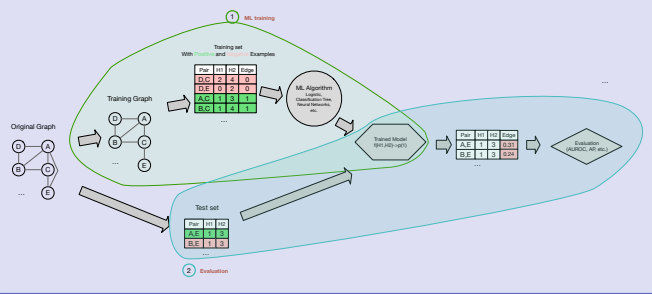 1 ML training
Training set
With Positive and Negative Examples
Pair H1 H2 Edge
D,C 2 4 0
D,E 0 2 0
A,C 1 3 1
B,C 1 4 1
...
ML Algorithm
Logistic,
Classification Tree,
Neural Networks,
etc.
...
Training Graph
D A
B C
... E
Original Graph
D A
B C
... E
Trained Model
f(H1,H2)->p(1)
Pair H1 H2 Edge
A,E 1 3 0.31
B,E 1 3 0.24
...
Evaluation
(AUROC, AP, etc.)
Test set
Pair H1 H2
A,E 1 3
B,E 1 3
...
2 Evaluation